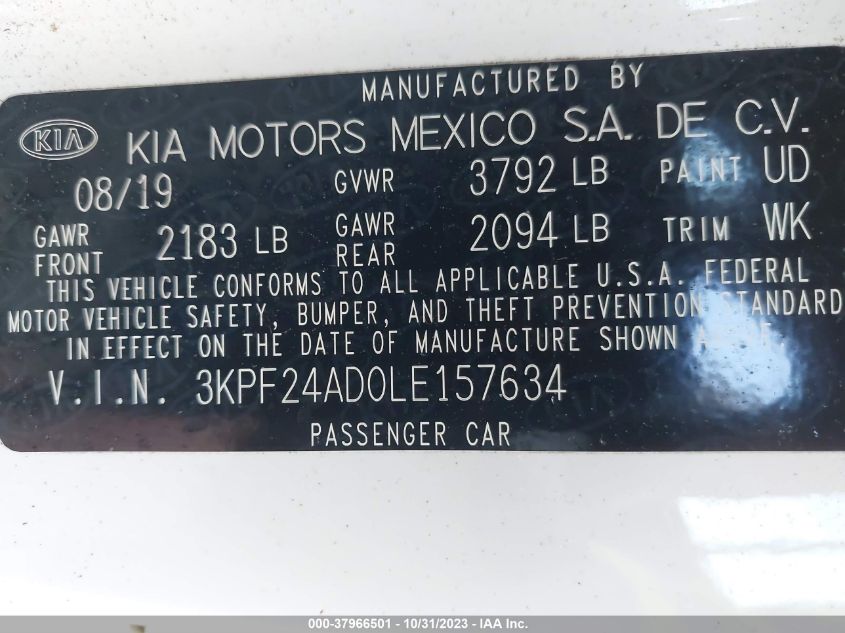 MANUFACTURED BY
KIA KIA MOTORS MEXICO S.A. DE C.V.
08/19 GVWR 3792 LB PAINT UD
GAWR FRONT 2183 LB GAWR REAR 2094 LB TRIM WK
THIS VEHICLE CONFORMS TO ALL APPLICABLE U.S.A. FEDERAL
MOTOR VEHICLE SAFETY, BUMPER, AND THEFT PREVENTION STANDARD
IN EFFECT ON THE DATE OF MANUFACTURE SHOWN ABOVE.
V.I.N. 3KPF24AD0LE157634
PASSENGER CAR
000-37966501 - 10/31/2023 - IAA, Inc.